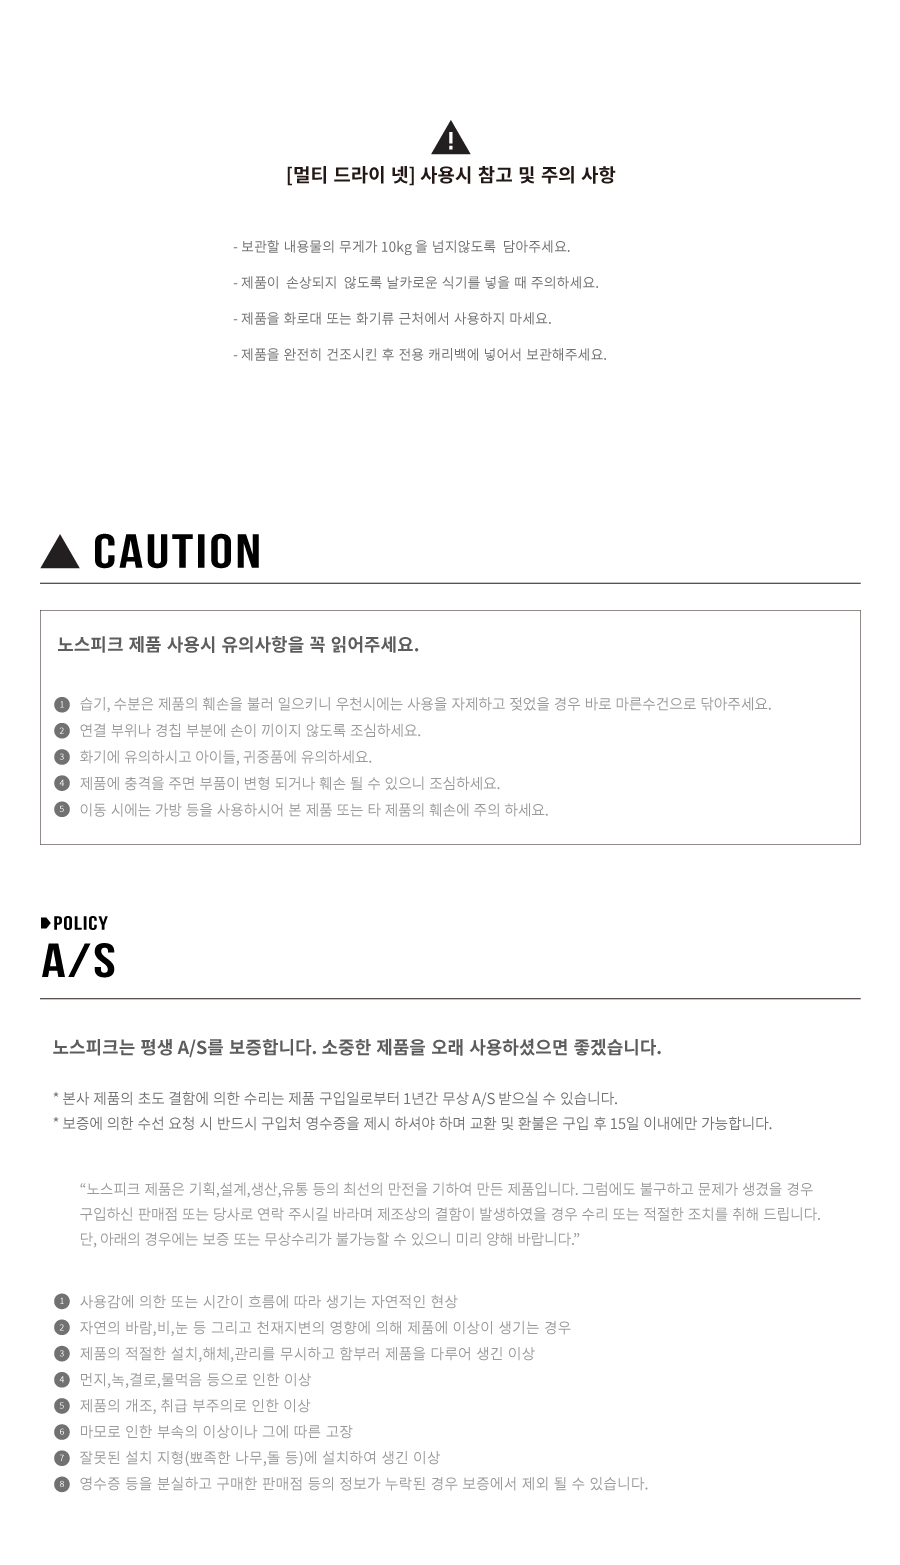 [멀티 드라이 넷] 사용시 참고 및 주의 사항
- 보관할 내용물의 무게가 10kg 을 넘지않도록 담아주세요.
- 제품이 손상되지 않도록 날카로운 식기를 넣을 때 주의하세요.
- 제품을 화로대 또는 화기류 근처에서 사용하지 마세요.
- 제품을 완전히 건조시킨 후 전용 캐리백에 넣어서 보관해주세요.
CAUTION
노스피크 제품 사용시 유의사항을 꼭 읽어주세요.
1 습기, 수분은 제품의 훼손을 불러 일으키니 우천시에는 사용을 자제하고 젖었을 경우 바로 마른수건으로 닦아주세요.
2 연결 부위나 경칩 부분에 손이 끼이지 않도록 조심하세요.
3 화기에 유의하시고 아이들, 귀중품에 유의하세요.
4 제품에 충격을 주면 부품이 변형 되거나 훼손 될 수 있으니 조심하세요.
5 이동 시에는 가방 등을 사용하시어 본 제품 또는 타 제품의 훼손에 주의 하세요.
POLICY
A/S
노스피크는 평생 A/S를 보증합니다. 소중한 제품을 오래 사용하셨으면 좋겠습니다.
* 본사 제품의 초도 결함에 의한 수리는 제품 구입일로부터 1년간 무상 A/S 받으실 수 있습니다.
* 보증에 의한 수선 요청 시 반드시 구입처 영수증을 제시 하셔야 하며 교환 및 환불은 구입 후 15일 이내에만 가능합니다.
“노스피크 제품은 기획,설계,생산,유통 등의 최선의 만전을 기하여 만든 제품입니다. 그럼에도 불구하고 문제가 생겼을 경우
구입하신 판매점 또는 당사로 연락 주시길 바라며 제조상의 결함이 발생하였을 경우 수리 또는 적절한 조치를 취해 드립니다.
단, 아래의 경우에는 보증 또는 무상수리가 불가능할 수 있으니 미리 양해 바랍니다.”
1 사용감에 의한 또는 시간이 흐름에 따라 생기는 자연적인 현상
2 자연의 바람,비,눈 등 그리고 천재지변의 영향에 의해 제품에 이상이 생기는 경우
3 제품의 적절한 설치,해체,관리를 무시하고 함부러 제품을 다루어 생긴 이상
4 먼지,녹,결로,물먹음 등으로 인한 이상
5 제품의 개조, 취급 부주의로 인한 이상
6 마모로 인한 부속의 이상이나 그에 따른 고장
7 잘못된 설치 지형(뾰족한 나무,돌 등)에 설치하여 생긴 이상
8 영수증 등을 분실하고 구매한 판매점 등의 정보가 누락된 경우 보증에서 제외 될 수 있습니다.